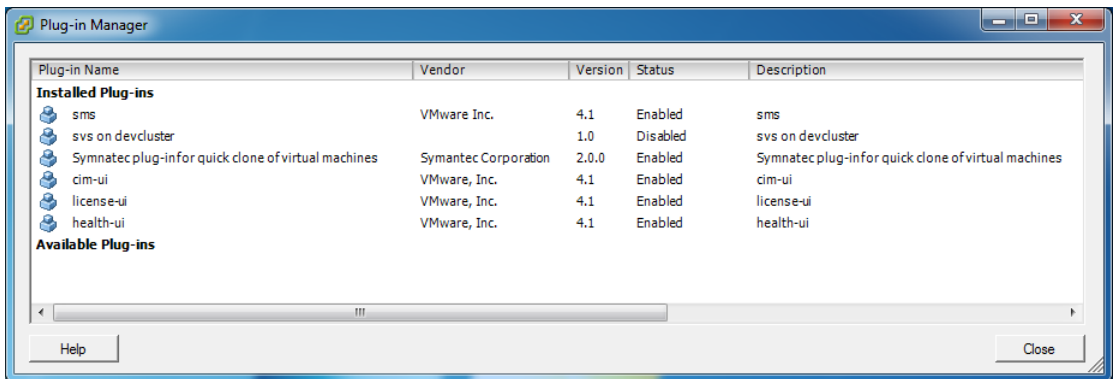 Plug-in Manager
Plug-in Name Vendor Version Status Description
Installed Plug-ins
sms VMware Inc. 4.1 Enabled sms
svs on devcluster 1.0 Disabled svs on devcluster
Symnatec plug-in for quick clone of virtual machines Symantec Corporation 2.0.0 Enabled Symnatec plug-in for quick clone of virtual machines
cim-ui VMware, Inc. 4.1 Enabled cim-ui
license-ui VMware, Inc. 4.1 Enabled license-ui
health-ui VMware, Inc. 4.1 Enabled health-ui
Available Plug-ins
Help Close